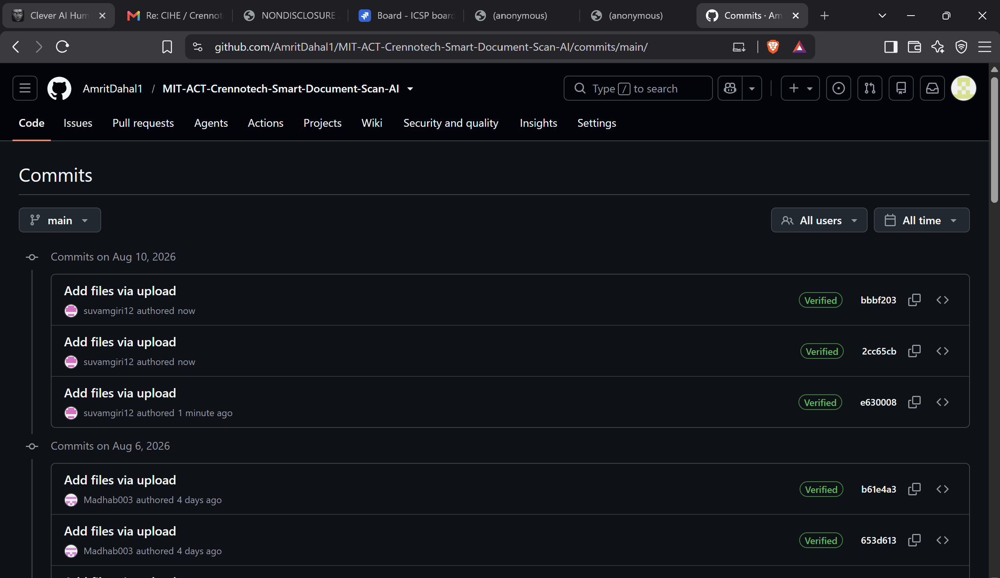 Clever AI Hum
Re: CIHE / Crennot
NONDISCLOSURE
Board - ICSP board
(anonymous)
(anonymous)
Commits · Am
github.com/AmritDahal1/MIT-ACT-Crennotech-Smart-Document-Scan-AI/commits/main/
AmritDahal1 / MIT-ACT-Crennotech-Smart-Document-Scan-AI
Type / to search
Code Issues Pull requests Agents Actions Projects Wiki Security and quality Insights Settings
Commits
main
All users
All time
Commits on Aug 10, 2026
Add files via upload
suvamgiri12 authored now
Verified bbbf203
Add files via upload
suvamgiri12 authored now
Verified 2cc65cb
Add files via upload
suvamgiri12 authored 1 minute ago
Verified e630008
Commits on Aug 6, 2026
Add files via upload
Madhab003 authored 4 days ago
Verified b61e4a3
Add files via upload
Madhab003 authored 4 days ago
Verified 653d613